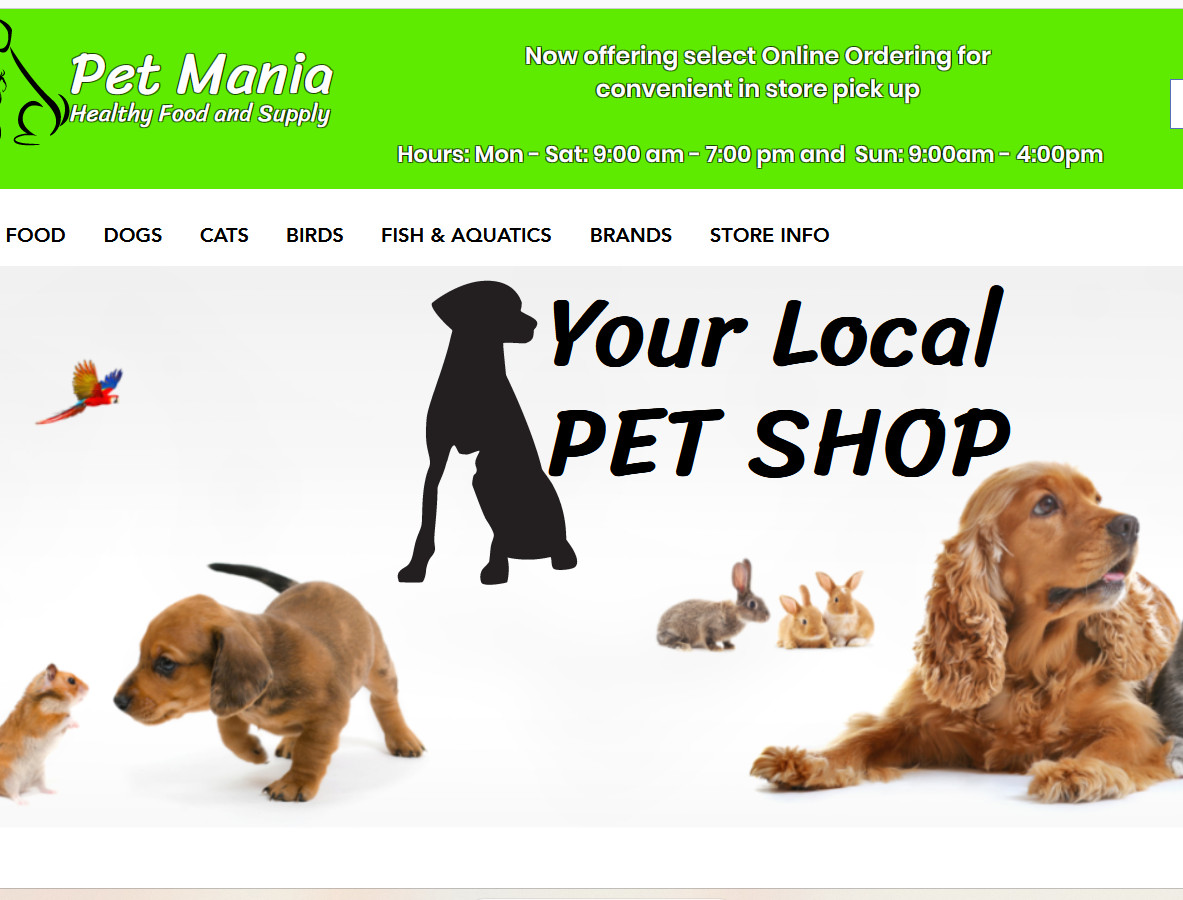 Pet Mania
Healthy Food and Supply
Now offering select Online Ordering for
convenient in store pick up
Hours: Mon - Sat: 9:00 am - 7:00 pm and  Sun: 9:00am - 4:00pm
FOOD DOGS CATS BIRDS FISH & AQUATICS BRANDS STORE INFO
Your Local
PET SHOP